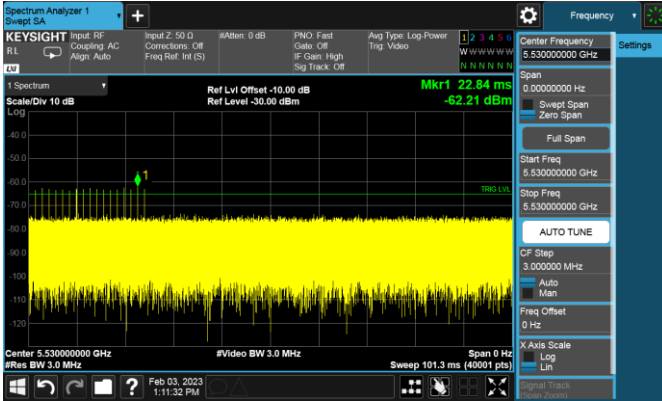 Spectrum Analyzer 1
Swept SA
+
Frequency
KEYSIGHT
RL
LXI
Input: RF
Coupling: AC
Align: Auto
Input Z: 50 Ω
Corrections: Off
Freq Ref: Int (S)
#Atten: 0 dB
PNO: Fast
Gate: Off
IF Gain: High
Sig Track: Off
Avg Type: Log-Power
Trig: Video
1 2 3 4 5 6
W W W W W W
N N N N N N
1 Spectrum
Scale/Div 10 dB
Log
Ref Lvl Offset -10.00 dB
Ref Level -30.00 dBm
Mkr1 22.84 ms
-62.21 dBm
-40.0
-50.0
-60.0
-70.0
-80.0
-90.0
-100
-110
-120
1
TRIG LVL
Center 5.530000000 GHz
#Res BW 3.0 MHz
#Video BW 3.0 MHz
Span 0 Hz
Sweep 101.3 ms (40001 pts)
?
Feb 03, 2023
1:11:32 PM
Center Frequency
5.530000000 GHz
Span
0.00000000 Hz
Swept Span
Zero Span
Full Span
Start Freq
5.530000000 GHz
Stop Freq
5.530000000 GHz
AUTO TUNE
CF Step
3.000000 MHz
Auto
Man
Freq Offset
0 Hz
X Axis Scale
Log
Lin
Signal Track
(Span Zoom)
Settings